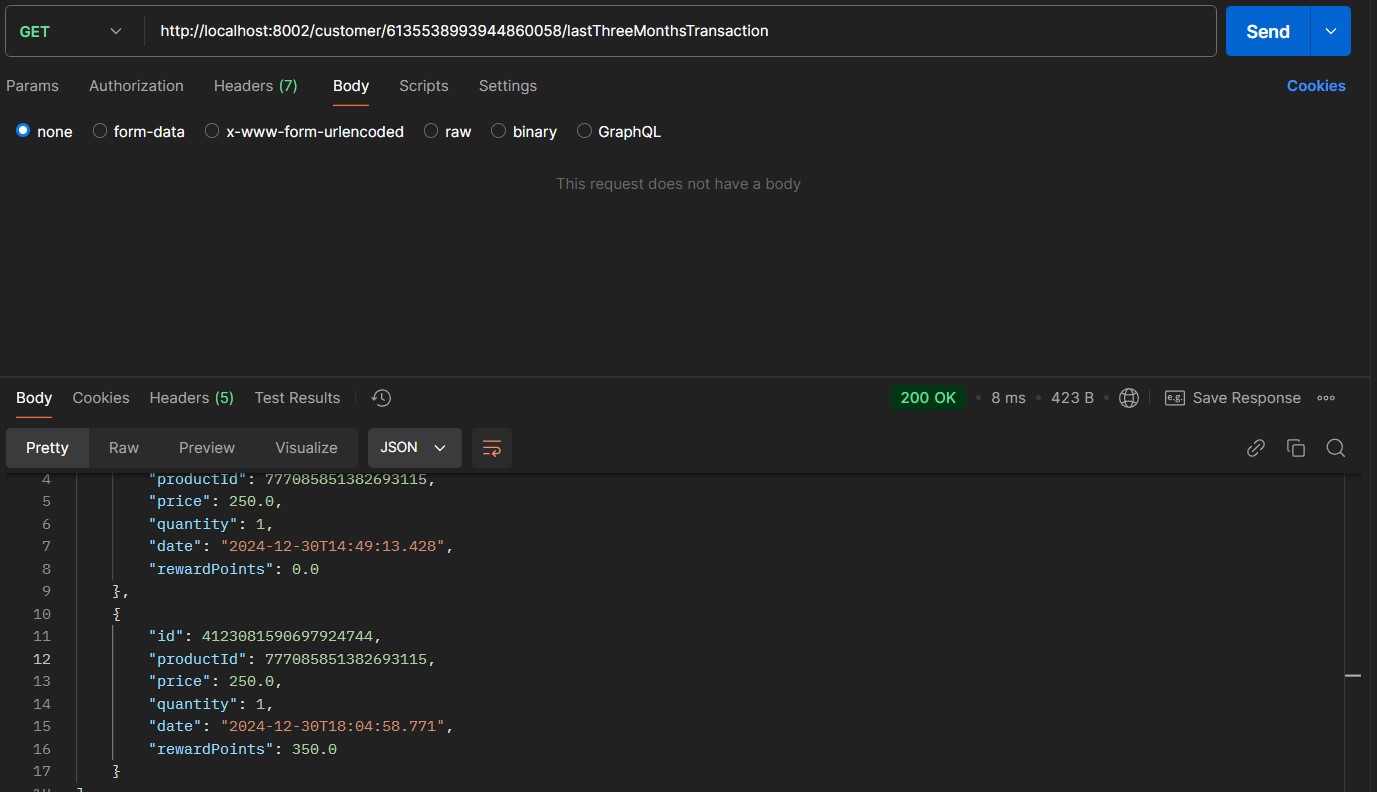 GET http://localhost:8002/customer/6135538993944860058/lastThreeMonthsTransaction Send
Params Authorization Headers (7) Body Scripts Settings Cookies
none form-data x-www-form-urlencoded raw binary GraphQL
This request does not have a body
Body Cookies Headers (5) Test Results 200 OK • 8 ms • 423 B • e.g. Save Response
Pretty Raw Preview Visualize JSON
4 "productId": 777085851382693115,
5 "price": 250.0,
6 "quantity": 1,
7 "date": "2024-12-30T14:49:13.428",
8 "rewardPoints": 0.0
9 },
10 {
11 "id": 4123081590697924744,
12 "productId": 777085851382693115,
13 "price": 250.0,
14 "quantity": 1,
15 "date": "2024-12-30T18:04:58.771",
16 "rewardPoints": 350.0
17 }